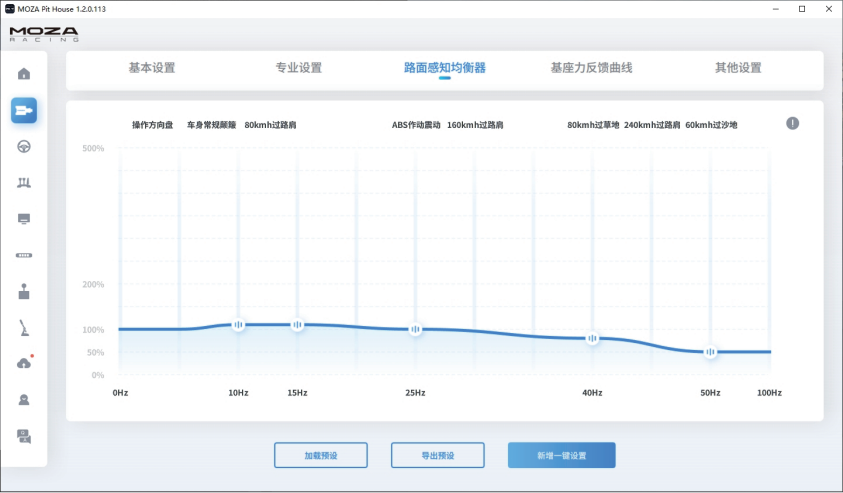 MOZA Pit House 1.2.0.113
MOZA
RACING
基本设置 专业设置 路面感知均衡器 基座力反馈曲线 其他设置
操作方向盘 车身常规颠簸 80kmh过路肩 ABS作动震动 160kmh过路肩 80kmh过草地 240kmh过路肩 60kmh过沙地
500%
200%
100%
50%
0%
0Hz 10Hz 15Hz 25Hz 40Hz 50Hz 100Hz
加载预设 导出预设 新增一键设置